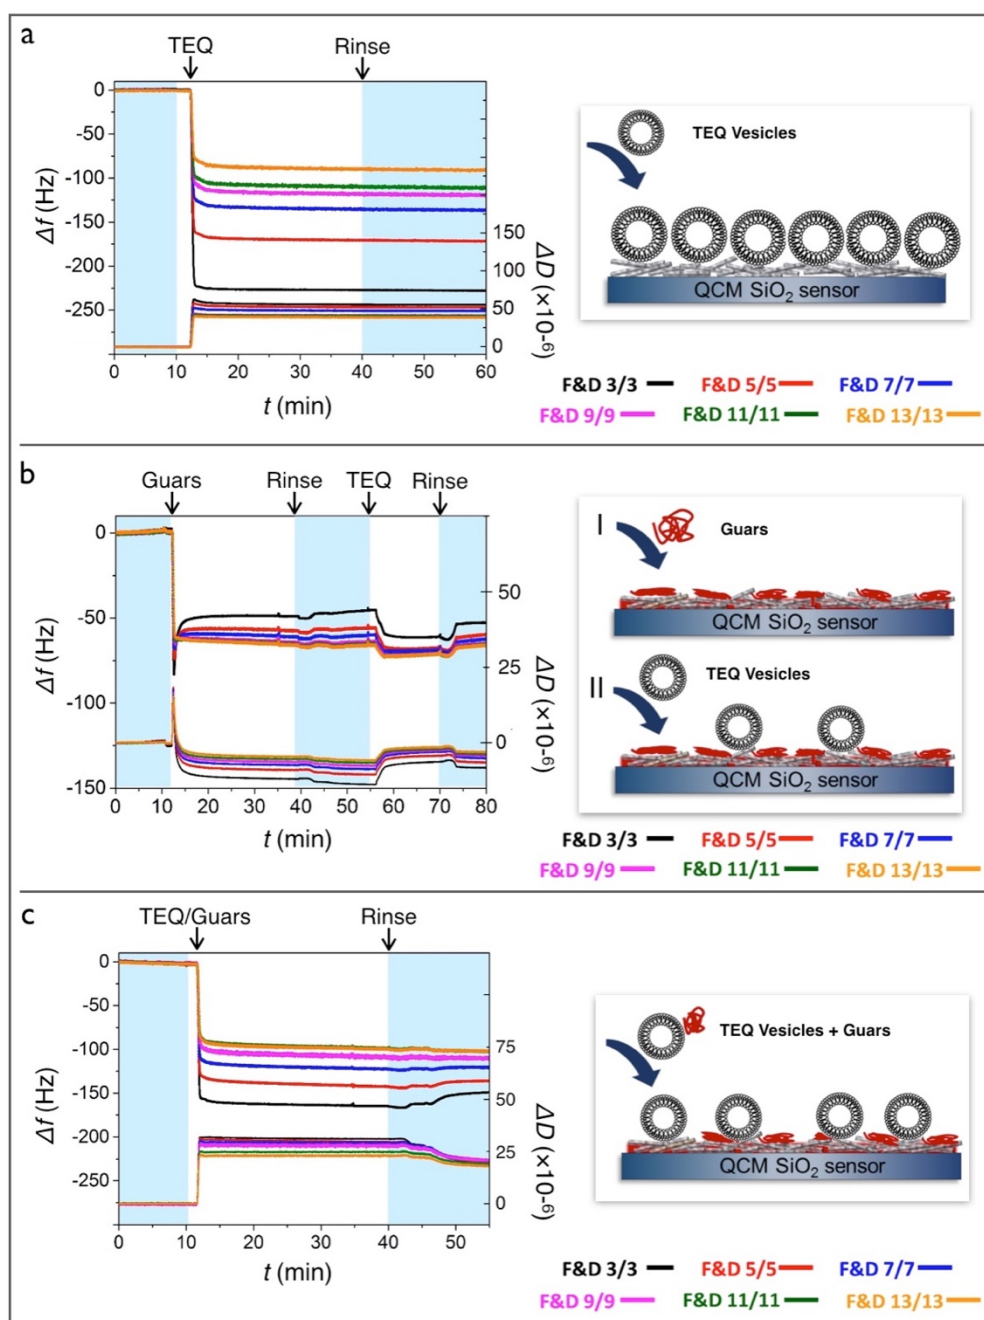 a
TEQ
Rinse
0
-50
-100
-150
-200
-250
Δf (Hz)
150
100
50
0
ΔD (×10-6)
0
10
20
30
40
50
60
t (min)
TEQ Vesicles
QCM SiO2 sensor
F&D 3/3
F&D 5/5
F&D 7/7
F&D 9/9
F&D 11/11
F&D 13/13
b
Guars
Rinse
TEQ
Rinse
0
-50
-100
-150
Δf (Hz)
50
25
0
ΔD (×10-6)
0
10
20
30
40
50
60
70
80
t (min)
I
Guars
QCM SiO2 sensor
II
TEQ Vesicles
QCM SiO2 sensor
F&D 3/3
F&D 5/5
F&D 7/7
F&D 9/9
F&D 11/11
F&D 13/13
c
TEQ/Guars
Rinse
0
-50
-100
-150
-200
-250
Δf (Hz)
75
50
25
0
ΔD (×10-6)
0
10
20
30
40
50
t (min)
TEQ Vesicles + Guars
QCM SiO2 sensor
F&D 3/3
F&D 5/5
F&D 7/7
F&D 9/9
F&D 11/11
F&D 13/13